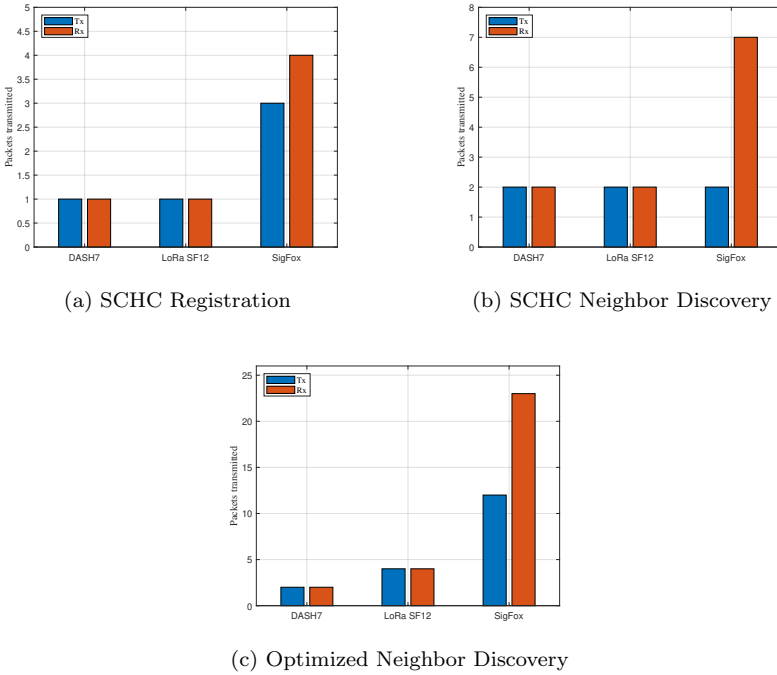 5
4.5
4
3.5
3
2.5
2
1.5
1
0.5
0
Packets transmitted
Tx
Rx
DASH7
LoRa SF12
SigFox
(a) SCHC Registration
8
7
6
5
4
3
2
1
0
Packets transmitted
Tx
Rx
DASH7
LoRa SF12
SigFox
(b) SCHC Neighbor Discovery
25
20
15
10
5
0
Packets transmitted
Tx
Rx
DASH7
LoRa SF12
SigFox
(c) Optimized Neighbor Discovery